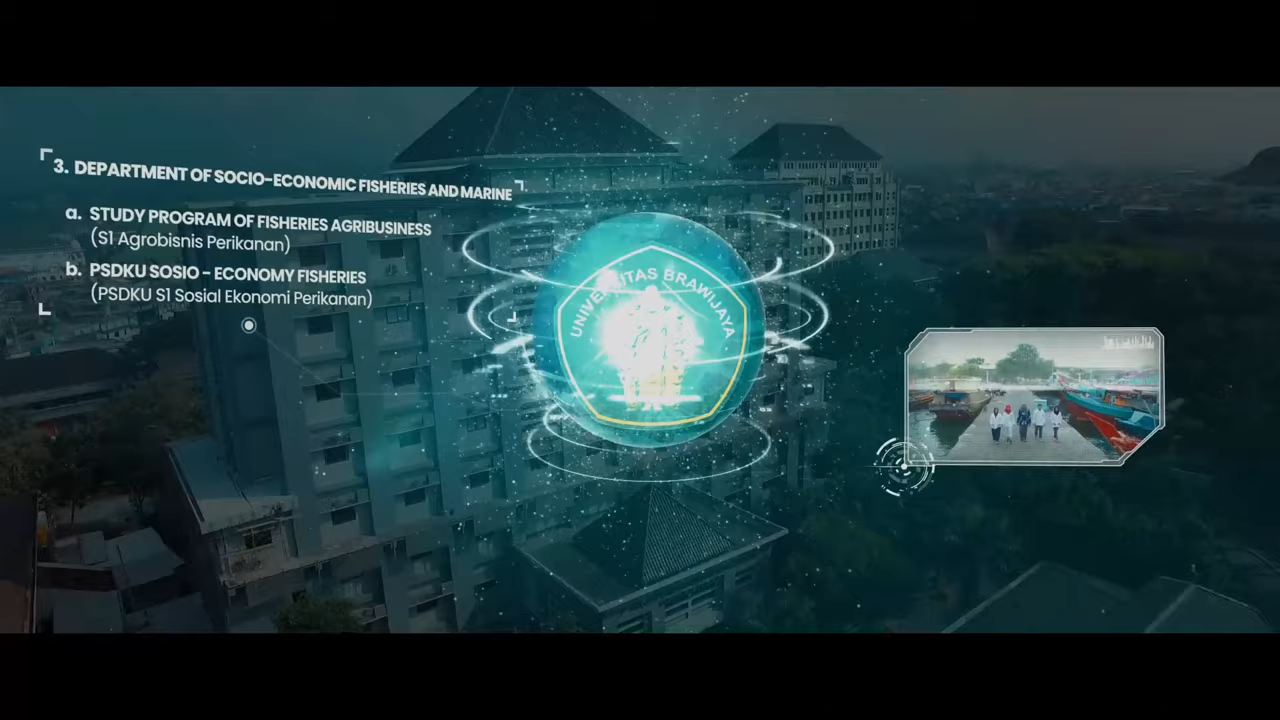 3. DEPARTMENT OF SOCIO-ECONOMIC FISHERIES AND MARINE
a. STUDY PROGRAM OF FISHERIES AGRIBUSINESS
(S1 Agrobisnis Perikanan)
b. PSDKU SOSIO - ECONOMY FISHERIES
(PSDKU S1 Sosial Ekonomi Perikanan)
UNIVERSITAS BRAWIJAYA